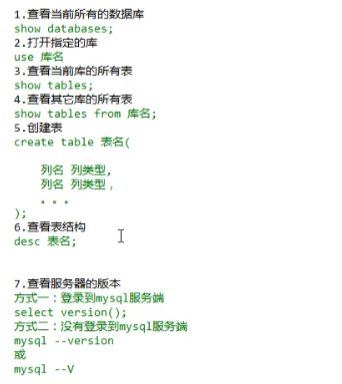 1.查看当前所有的数据库
show databases;
2.打开指定的库
use 库名
3.查看当前库的所有表
show tables;
4.查看其它库的所有表
show tables from 库名;
5.创建表
create table 表名(
列名 列类型,
列名 列类型，
。。。
);
6.查看表结构
desc 表名;
7.查看服务器的版本
方式一：登录到mysql服务端
select version();
方式二：没有登录到mysql服务端
mysql --version
或
mysql --V